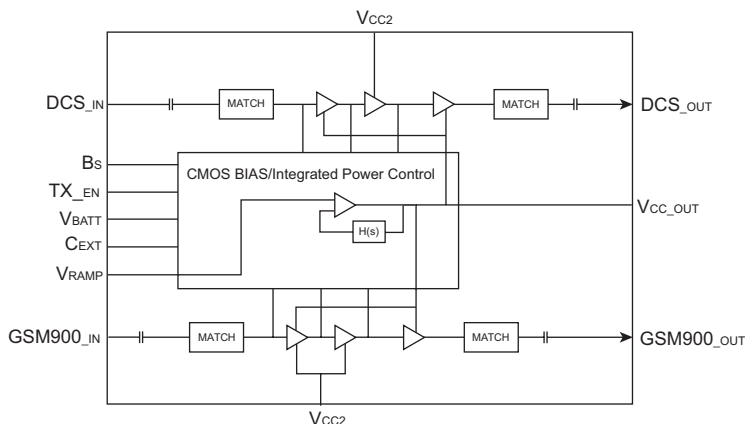 VCC2
DCS_IN
MATCH
MATCH
DCS_OUT
BS
CMOS BIAS/Integrated Power Control
TX_EN
VBATT
VCC_OUT
H(s)
CEXT
VRAMP
GSM900_IN
MATCH
MATCH
GSM900_OUT
VCC2